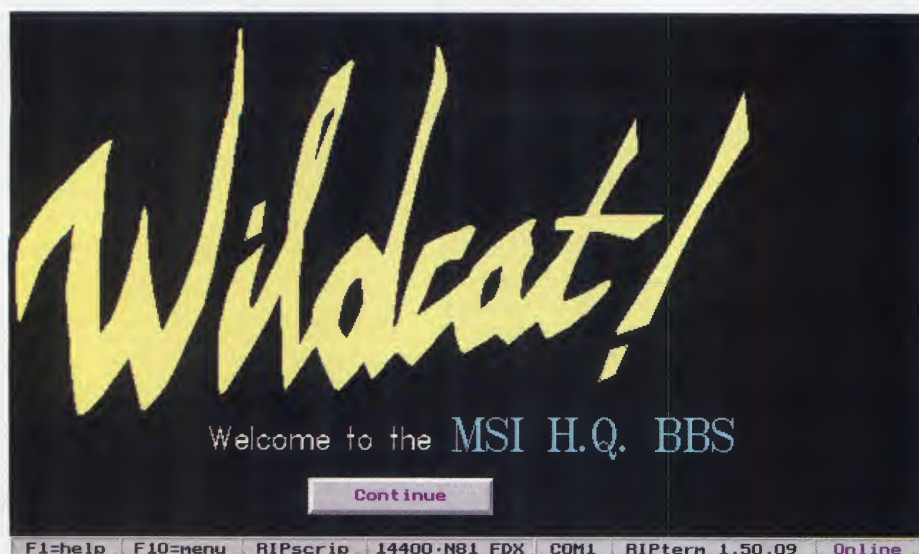 Wildcat!
Welcome to the MSI H.Q. BBS
Continue
F1=help F10=menu RIPscrip 14400·N81 FDX COM1 RIPterm 1.50.09 Online